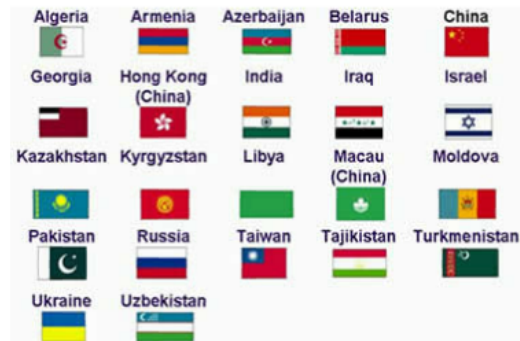 Algeria Armenia Azerbaijan Belarus China
Georgia Hong Kong (China) India Iraq Israel
Kazakhstan Kyrgyzstan Libya Macau (China) Moldova
Pakistan Russia Taiwan Tajikistan Turkmenistan
Ukraine Uzbekistan